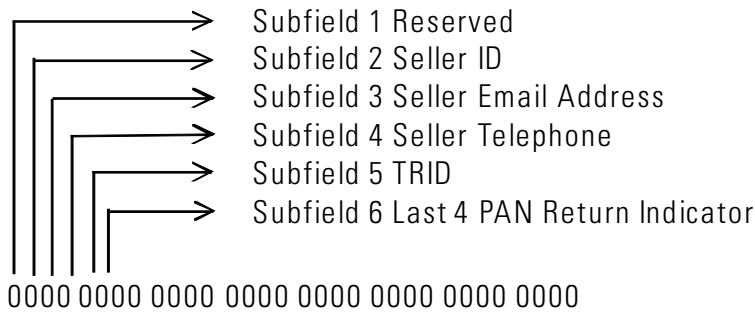 Subfield 1 Reserved
Subfield 2 Seller ID
Subfield 3 Seller Email Address
Subfield 4 Seller Telephone
Subfield 5 TRID
Subfield 6 Last 4 PAN Return Indicator
0000 0000 0000 0000 0000 0000 0000 0000